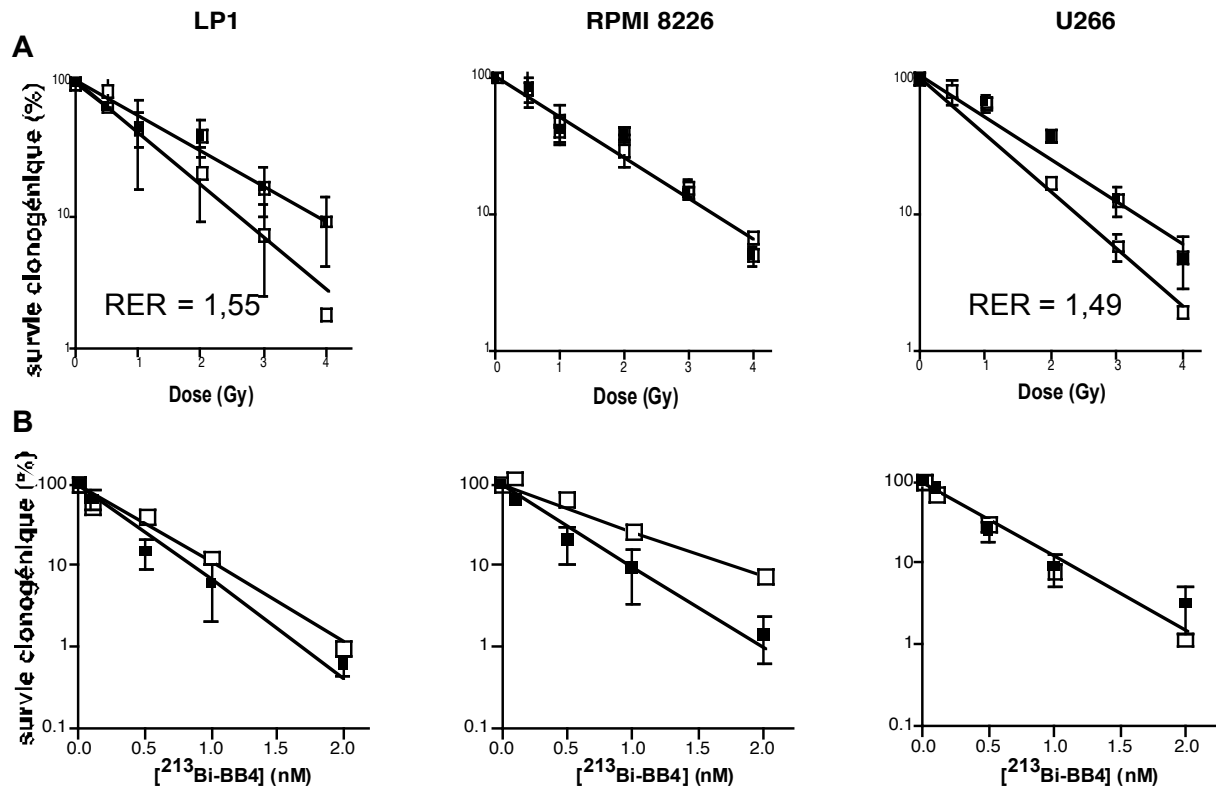 LP1
RPMI 8226
U266
A
survie clonogénique (%)
100
10
1
0 1 2 3 4
Dose (Gy)
RER = 1,55
100
10
1
0 1 2 3 4
Dose (Gy)
100
10
1
0 1 2 3 4
Dose (Gy)
RER = 1,49
B
survie clonogénique (%)
100
10
1
0.1
0.0 0.5 1.0 1.5 2.0
[²¹³Bi-BB4] (nM)
100
10
1
0.1
0.0 0.5 1.0 1.5 2.0
[²¹³Bi-BB4] (nM)
100
10
1
0.1
0.0 0.5 1.0 1.5 2.0
[²¹³Bi-BB4] (nM)